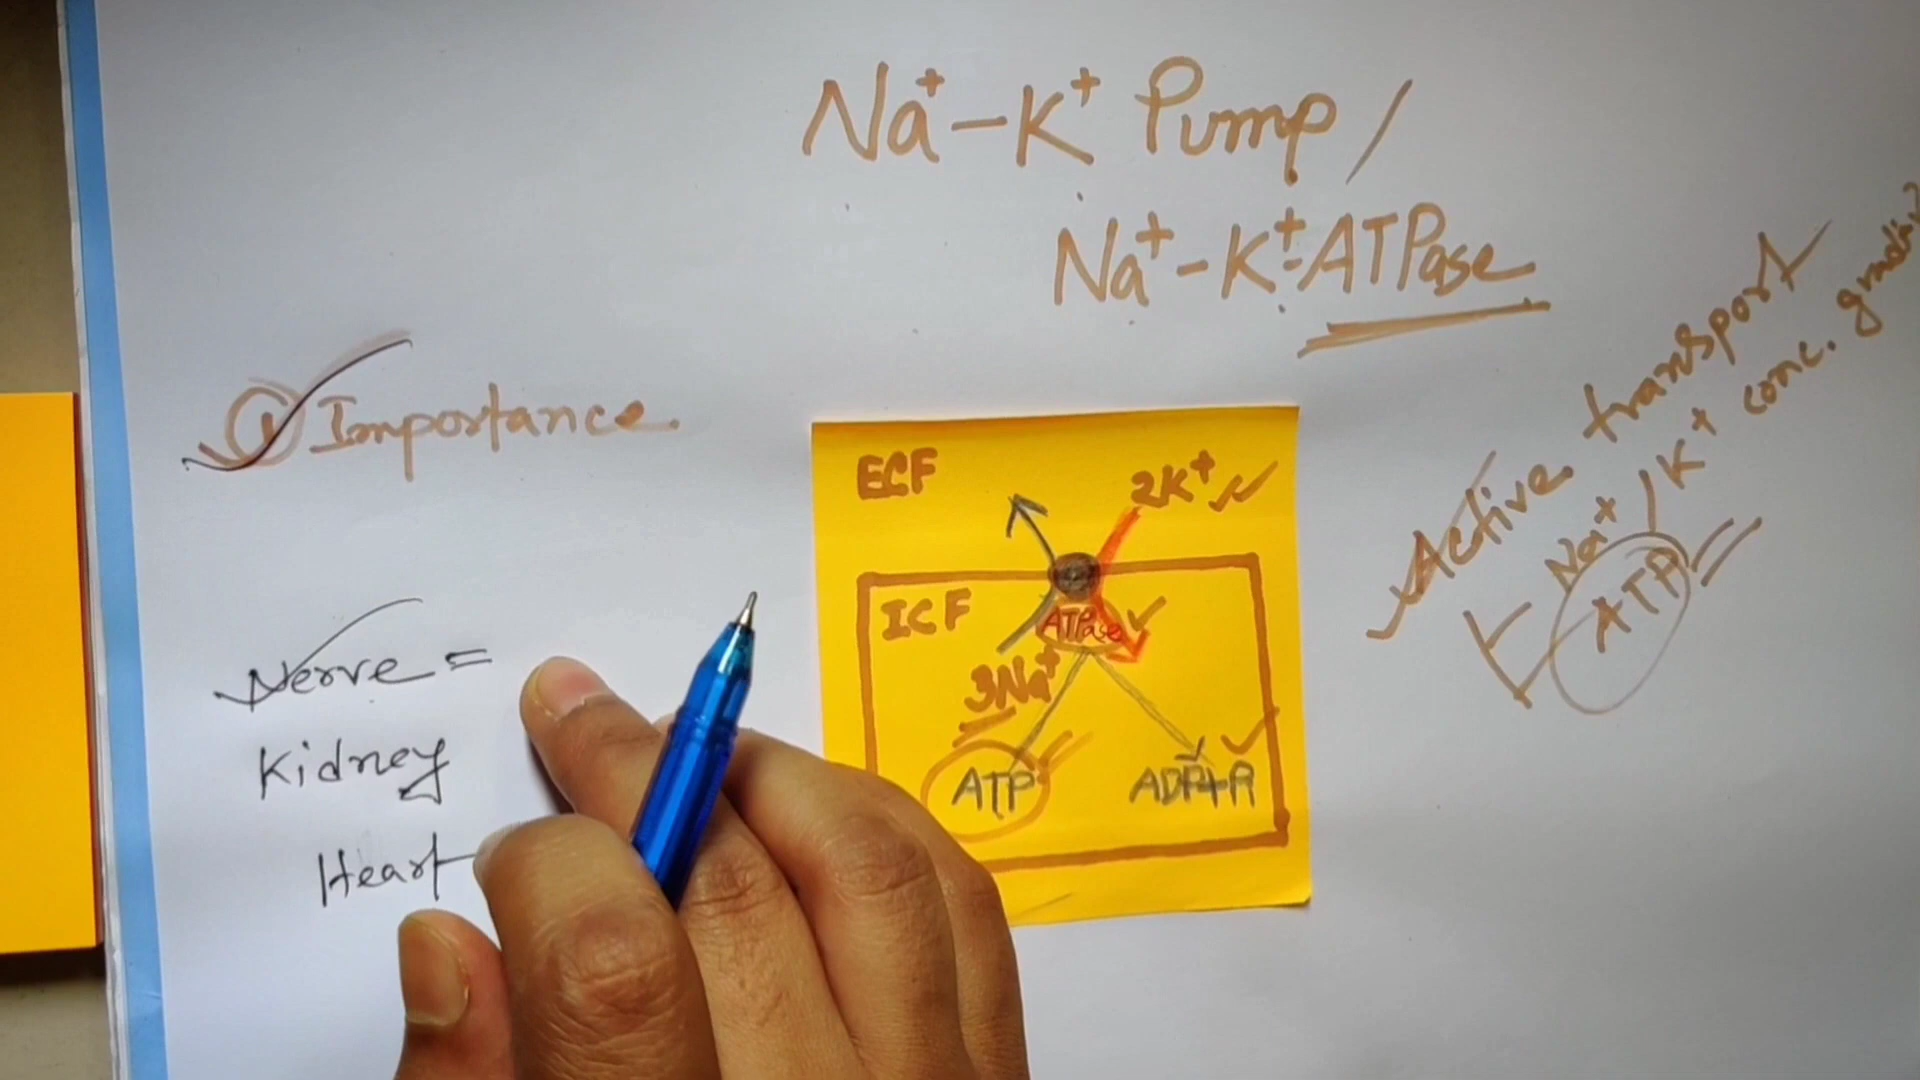 Na⁺-K⁺ Pump /
Na⁺-K⁺-ATPase
① Importance.
Active transport
Na⁺/K⁺ conc.
ATP
ECF
2K⁺
ICF
ATPase
3Na⁺
ATP
ADP+Pi
Nerve =
Kidney
Heart